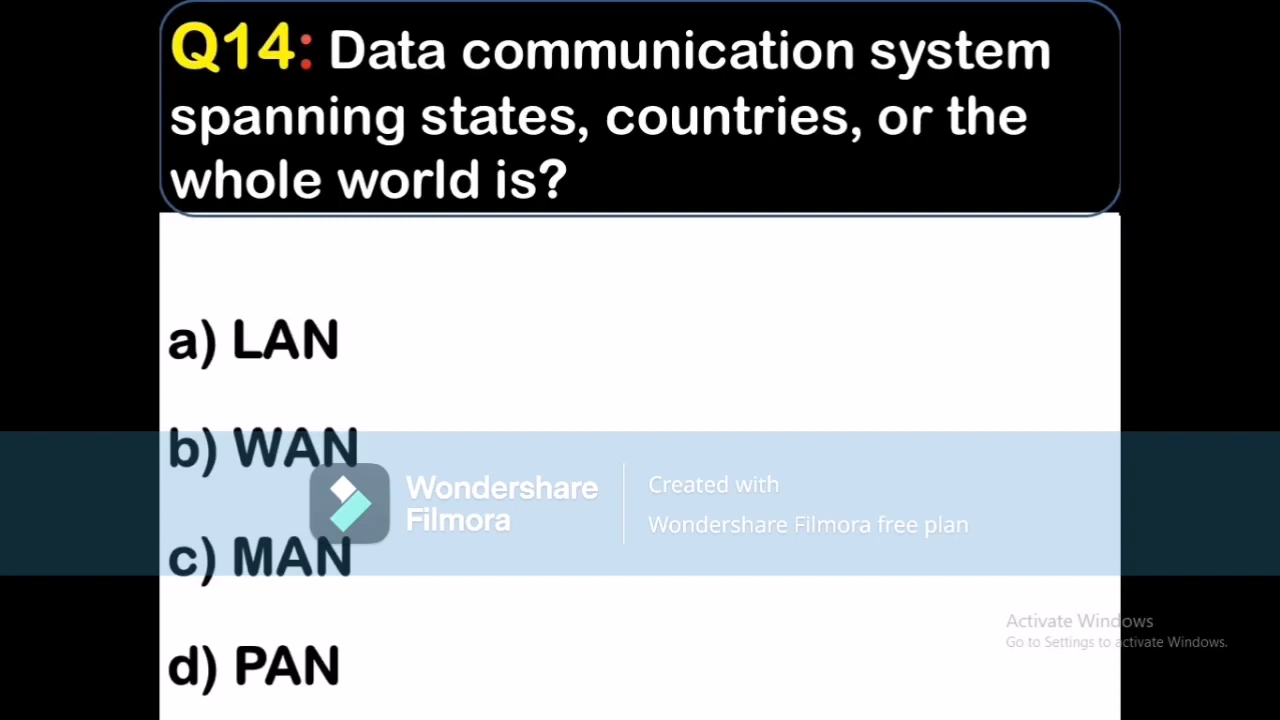 Q14: Data communication system
spanning states, countries, or the
whole world is?
a) LAN
b) WAN
Wondershare
Filmora
Created with
Wondershare Filmora free plan
c) MAN
Activate Windows
Go to Settings to activate Windows.
d) PAN